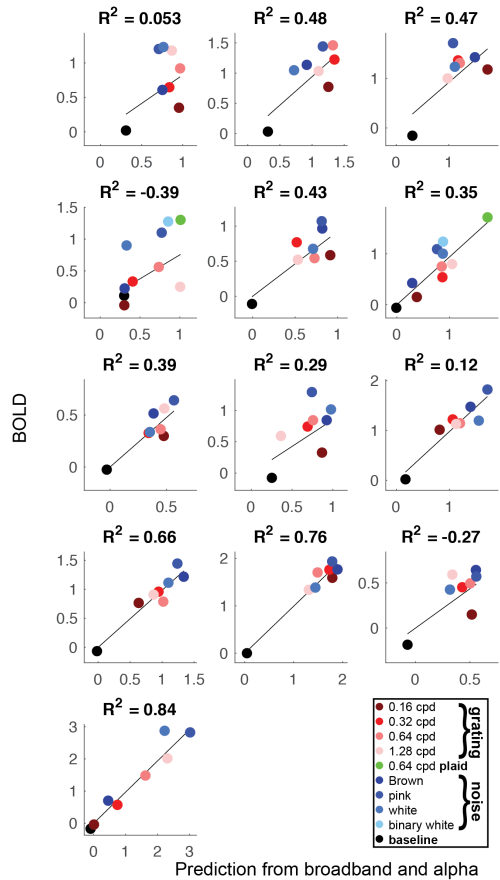 R² = 0.053 R² = 0.48 R² = 0.47
1
0.5
0
0 0.5 1
1.5
1
0.5
0
0 0.5 1 1.5
1
0
0 1
R² = -0.39 R² = 0.43 R² = 0.35
1.5
1
0.5
0
0 0.5 1
1
0.5
0
0 0.5 1
1
0
0 1
R² = 0.39 R² = 0.29 R² = 0.12
0.5
0
0 0.5
1
0.5
0
0 0.5 1
2
1
0
0 1
BOLD
R² = 0.66 R² = 0.76 R² = -0.27
1.5
1
0.5
0
0 0.5 1 1.5
2
1
0
0 1 2
0.5
0
0 0.5
R² = 0.84
3
2
1
0
0 1 2 3
0.16 cpd
0.32 cpd
0.64 cpd
1.28 cpd
grating
0.64 cpd plaid
Brown
pink
white
binary white
noise
baseline
Prediction from broadband and alpha